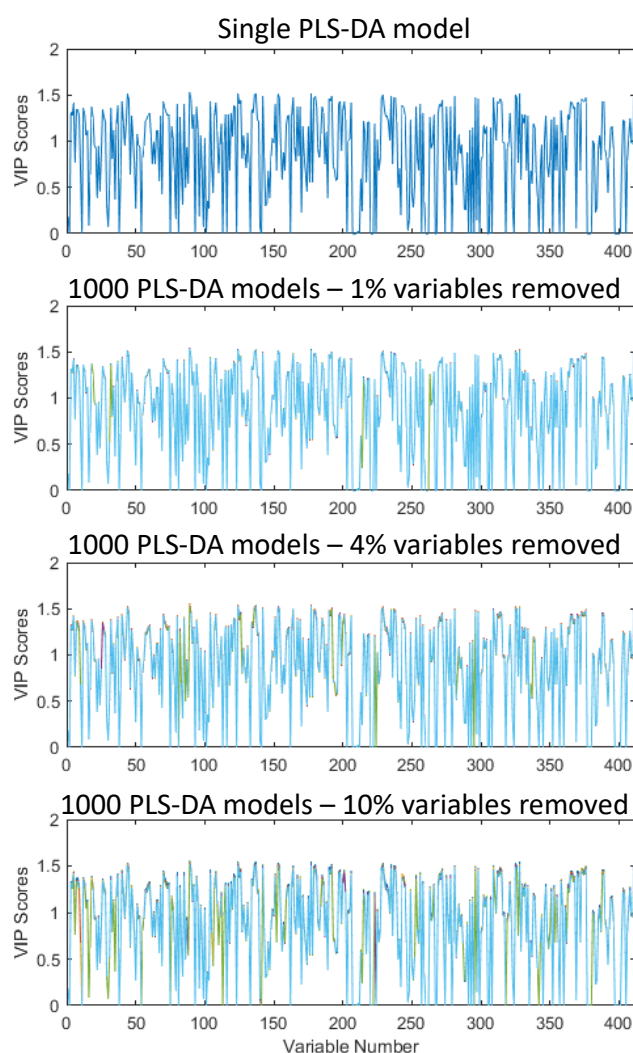 Single PLS-DA model
2
1.5
1
0.5
0
VIP Scores
0 50 100 150 200 250 300 350 400
1000 PLS-DA models – 1% variables removed
2
1.5
1
0.5
0
VIP Scores
0 50 100 150 200 250 300 350 400
1000 PLS-DA models – 4% variables removed
2
1.5
1
0.5
0
VIP Scores
0 50 100 150 200 250 300 350 400
1000 PLS-DA models – 10% variables removed
2
1.5
1
0.5
0
VIP Scores
0 50 100 150 200 250 300 350 400
Variable Number